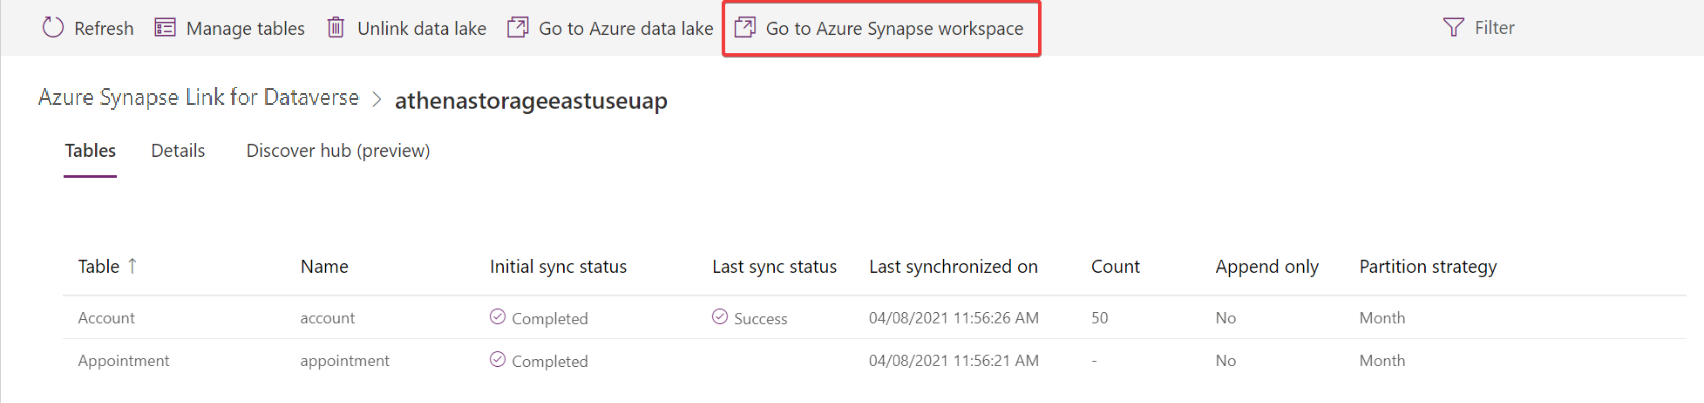 Refresh Manage tables Unlink data lake Go to Azure data lake Go to Azure Synapse workspace Filter
Azure Synapse Link for Dataverse > athenastorageeastuseuap
Tables Details Discover hub (preview)
Table ↑ Name Initial sync status Last sync status Last synchronized on Count Append only Partition strategy
Account account Completed Success 04/08/2021 11:56:26 AM 50 No Month
Appointment appointment Completed 04/08/2021 11:56:21 AM - No Month